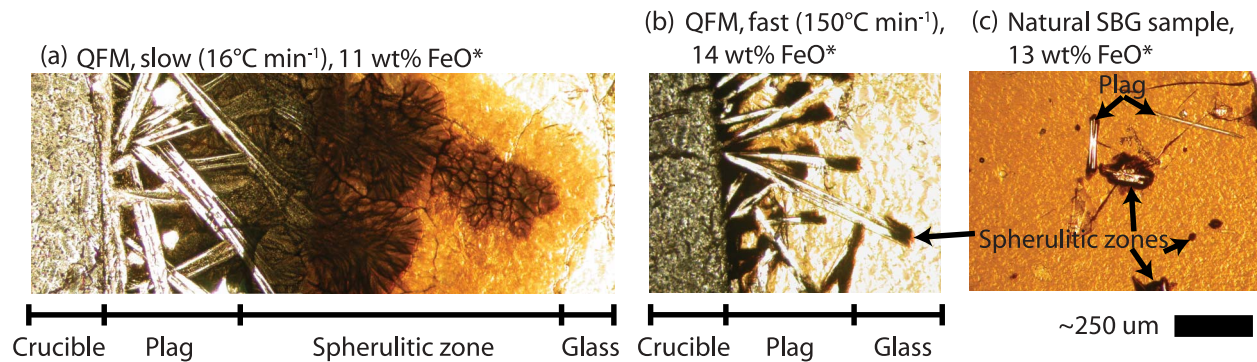 (a) QFM, slow (16°C min⁻¹), 11 wt% FeO*
(b) QFM, fast (150°C min⁻¹),
14 wt% FeO*
(c) Natural SBG sample,
13 wt% FeO*
Plag
Spherulitic zones
Crucible Plag Spherulitic zone Glass
Crucible Plag Glass
~250 um